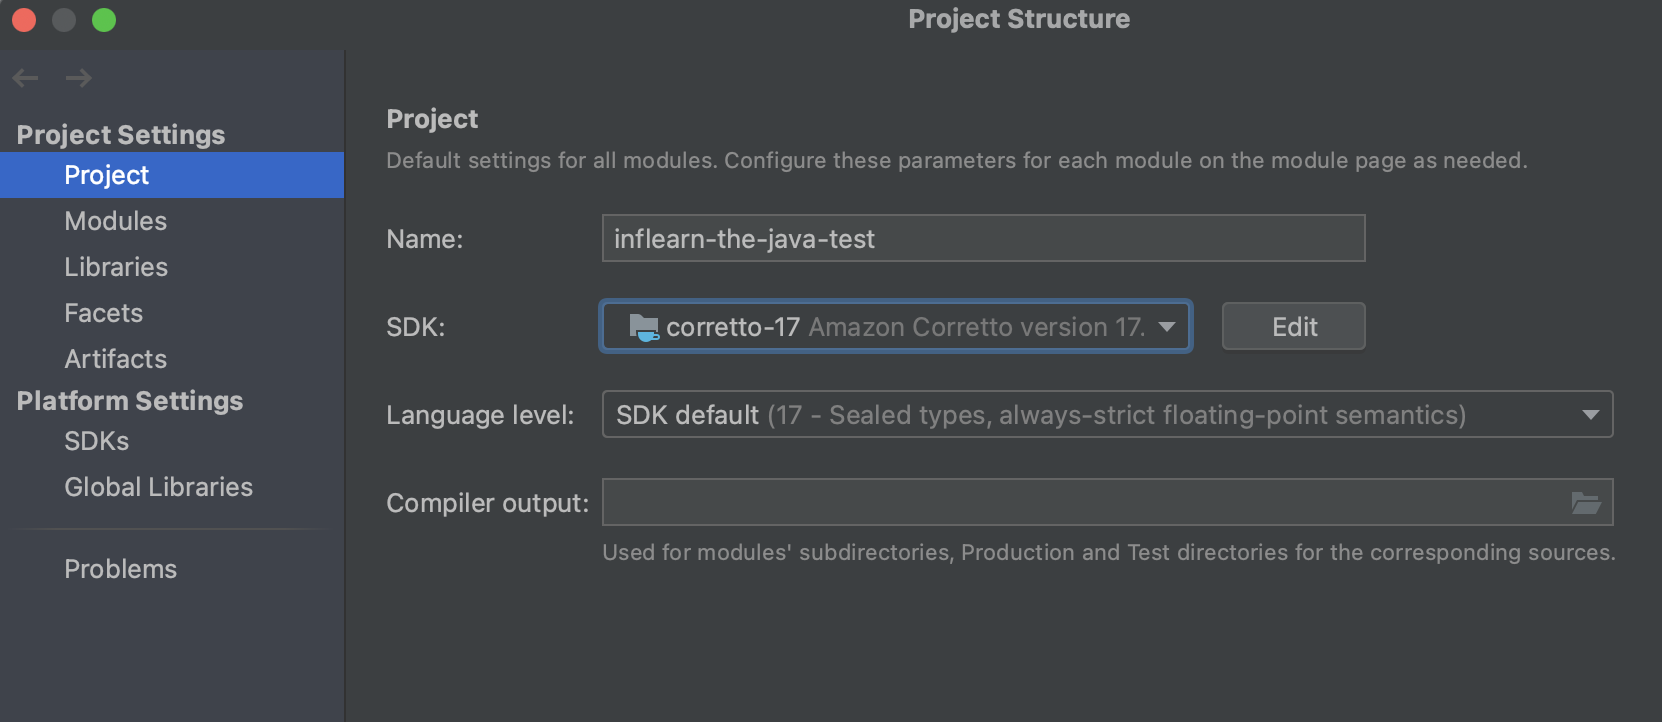 Project Structure
Project Settings
Project
Modules
Libraries
Facets
Artifacts
Platform Settings
SDKs
Global Libraries
Problems
Project
Default settings for all modules. Configure these parameters for each module on the module page as needed.
Name: inflearn-the-java-test
SDK: corretto-17 Amazon Corretto version 17. Edit
Language level: SDK default (17 - Sealed types, always-strict floating-point semantics)
Compiler output:
Used for modules' subdirectories, Production and Test directories for the corresponding sources.